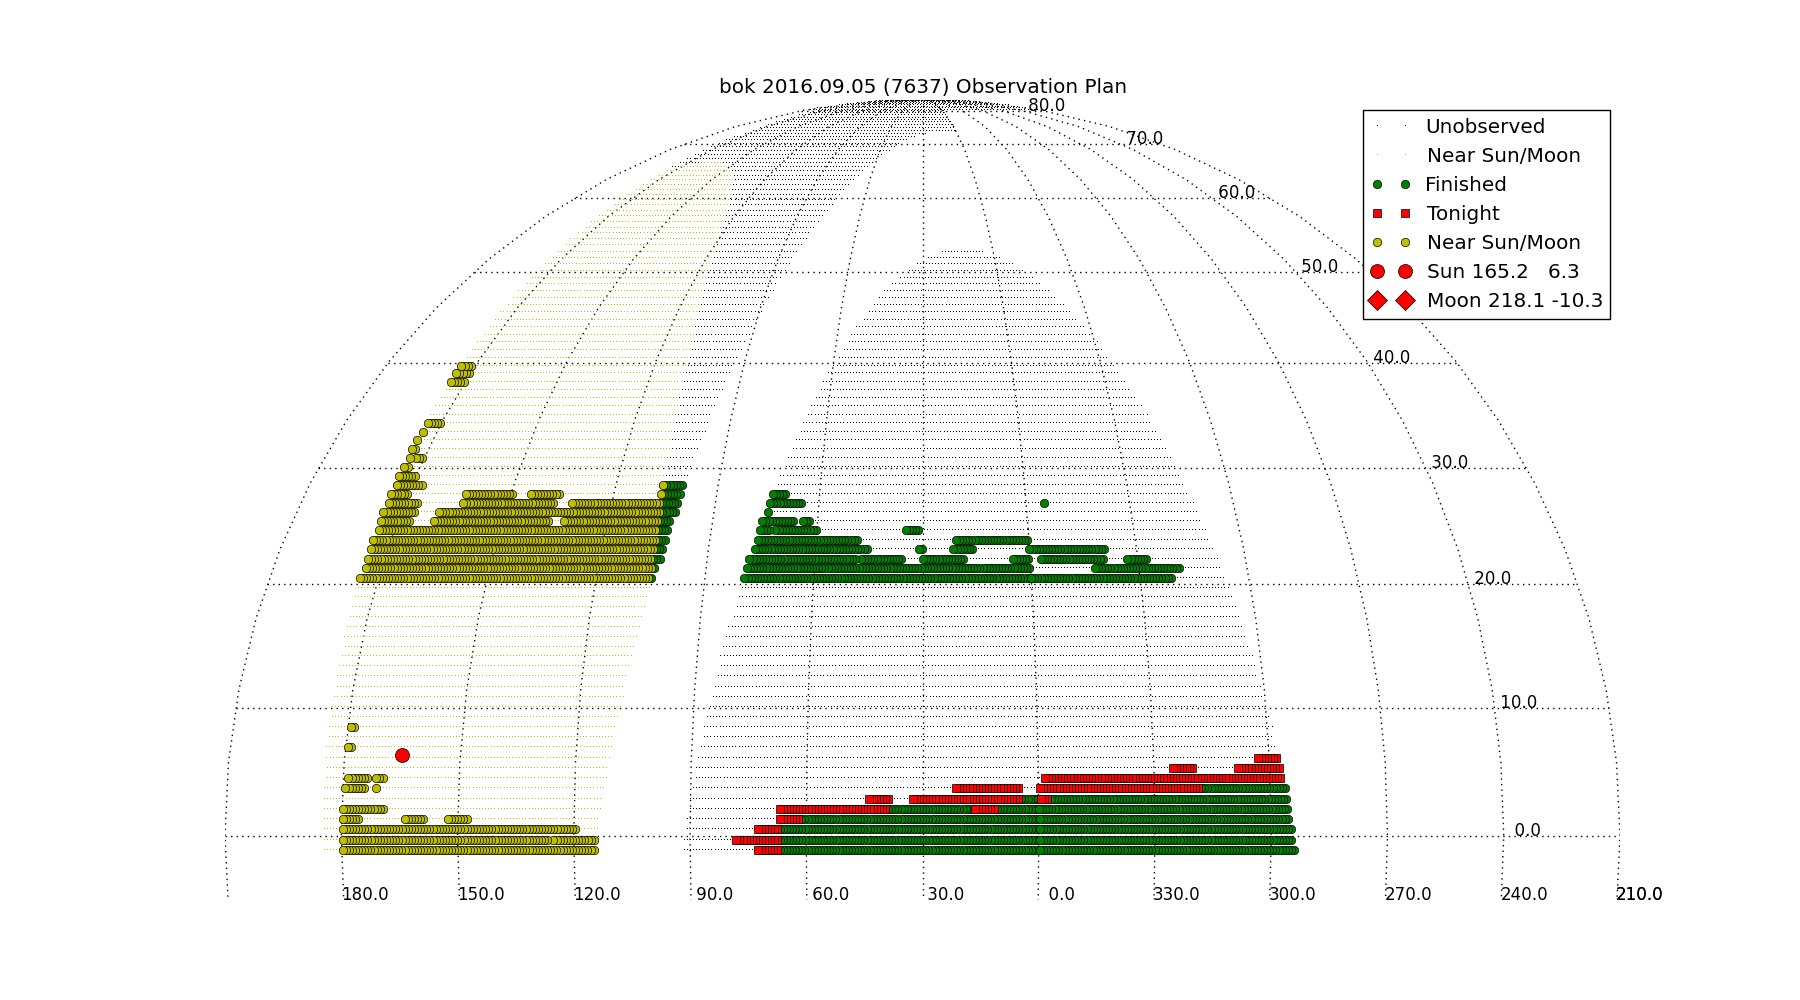 bok 2016.09.05 (7637) Observation Plan
80.0
70.0
60.0
50.0
40.0
30.0
20.0
10.0
0.0
Unobserved
Near Sun/Moon
Finished
Tonight
Near Sun/Moon
Sun 165.2 6.3
Moon 218.1 -10.3
180.0 150.0 120.0 90.0 60.0 30.0 0.0 330.0 300.0 270.0 240.0 210.0